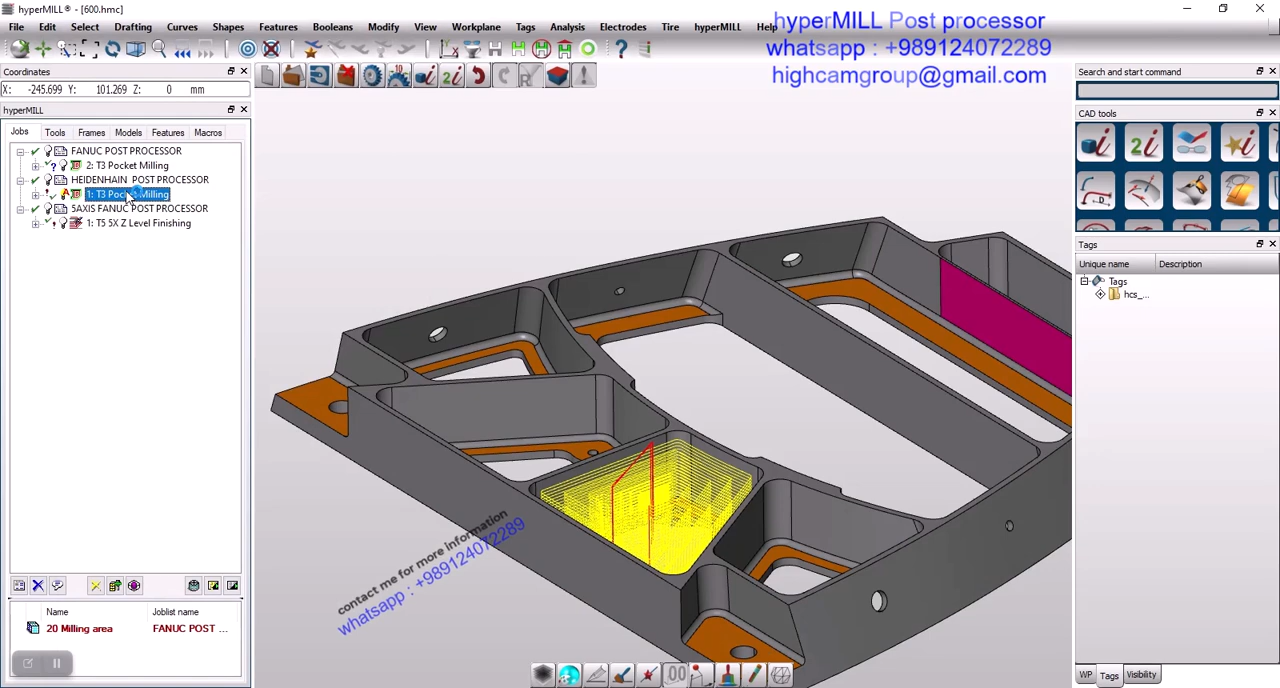 hyperMILL® - [600.hmc]
hyperMILL Post processor
whatsapp : +989124072289
highcamgroup@gmail.com
File Edit Select Drafting Curves Shapes Features Booleans Modify View Workplane Tags Analysis Electrodes Tire hyperMILL Help
Coordinates
X: -245.699 Y: 101.269 Z: 0 mm
hyperMILL
Jobs Tools Frames Models Features Macros
FANUC POST PROCESSOR
2: T3 Pocket Milling
HEIDENHAIN POST PROCESSOR
1: T3 Pocket Milling
5AXIS FANUC POST PROCESSOR
1: T5 5X Z Level Finishing
Name Joblist name
20 Milling area FANUC POST ...
contact me for more information
whatsapp : +989124072289
Search and start command
CAD tools
Tags
Unique name Description
Tags
hcs_...
WP Tags Visibility